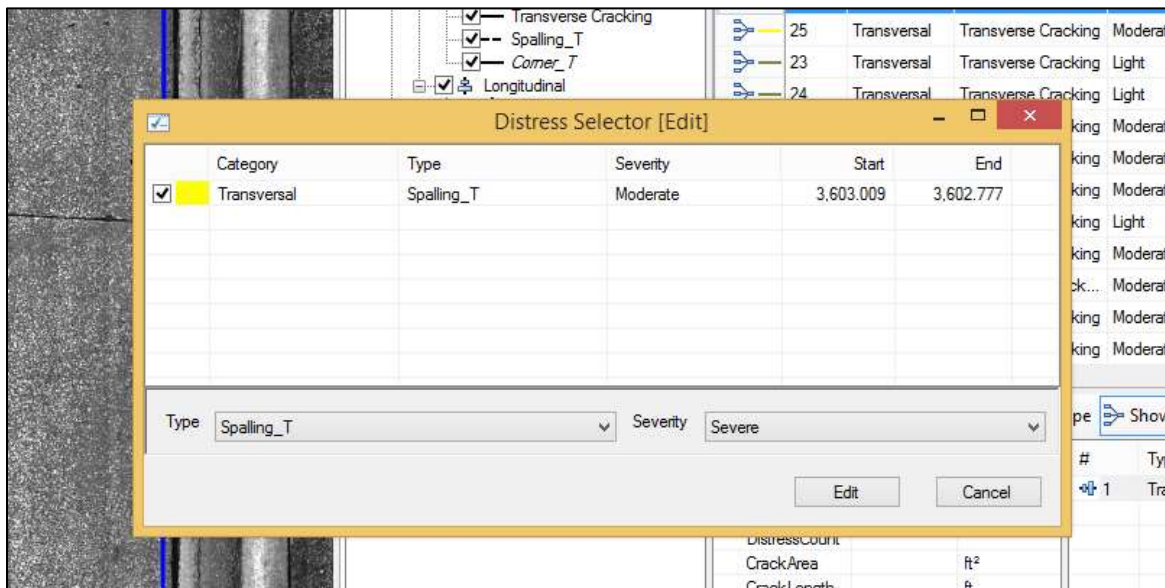 Transverse Cracking
Spalling_T
Corner_T
Longitudinal
25 Transversal Transverse Cracking Moderat
23 Transversal Transverse Cracking Light
24 Transversal Transverse Cracking Light
Distress Selector [Edit]
Category Type Severity Start End
Transversal Spalling_T Moderate 3,603.009 3,602.777
king Moderat
king Moderat
king Moderat
king Light
king Moderat
ck... Moderat
king Moderat
king Moderat
Type Spalling_T Severity Severe
Edit Cancel
pe Show
# Ty
1 Tra
DistressCount
CrackArea ft²
CrackLength ft